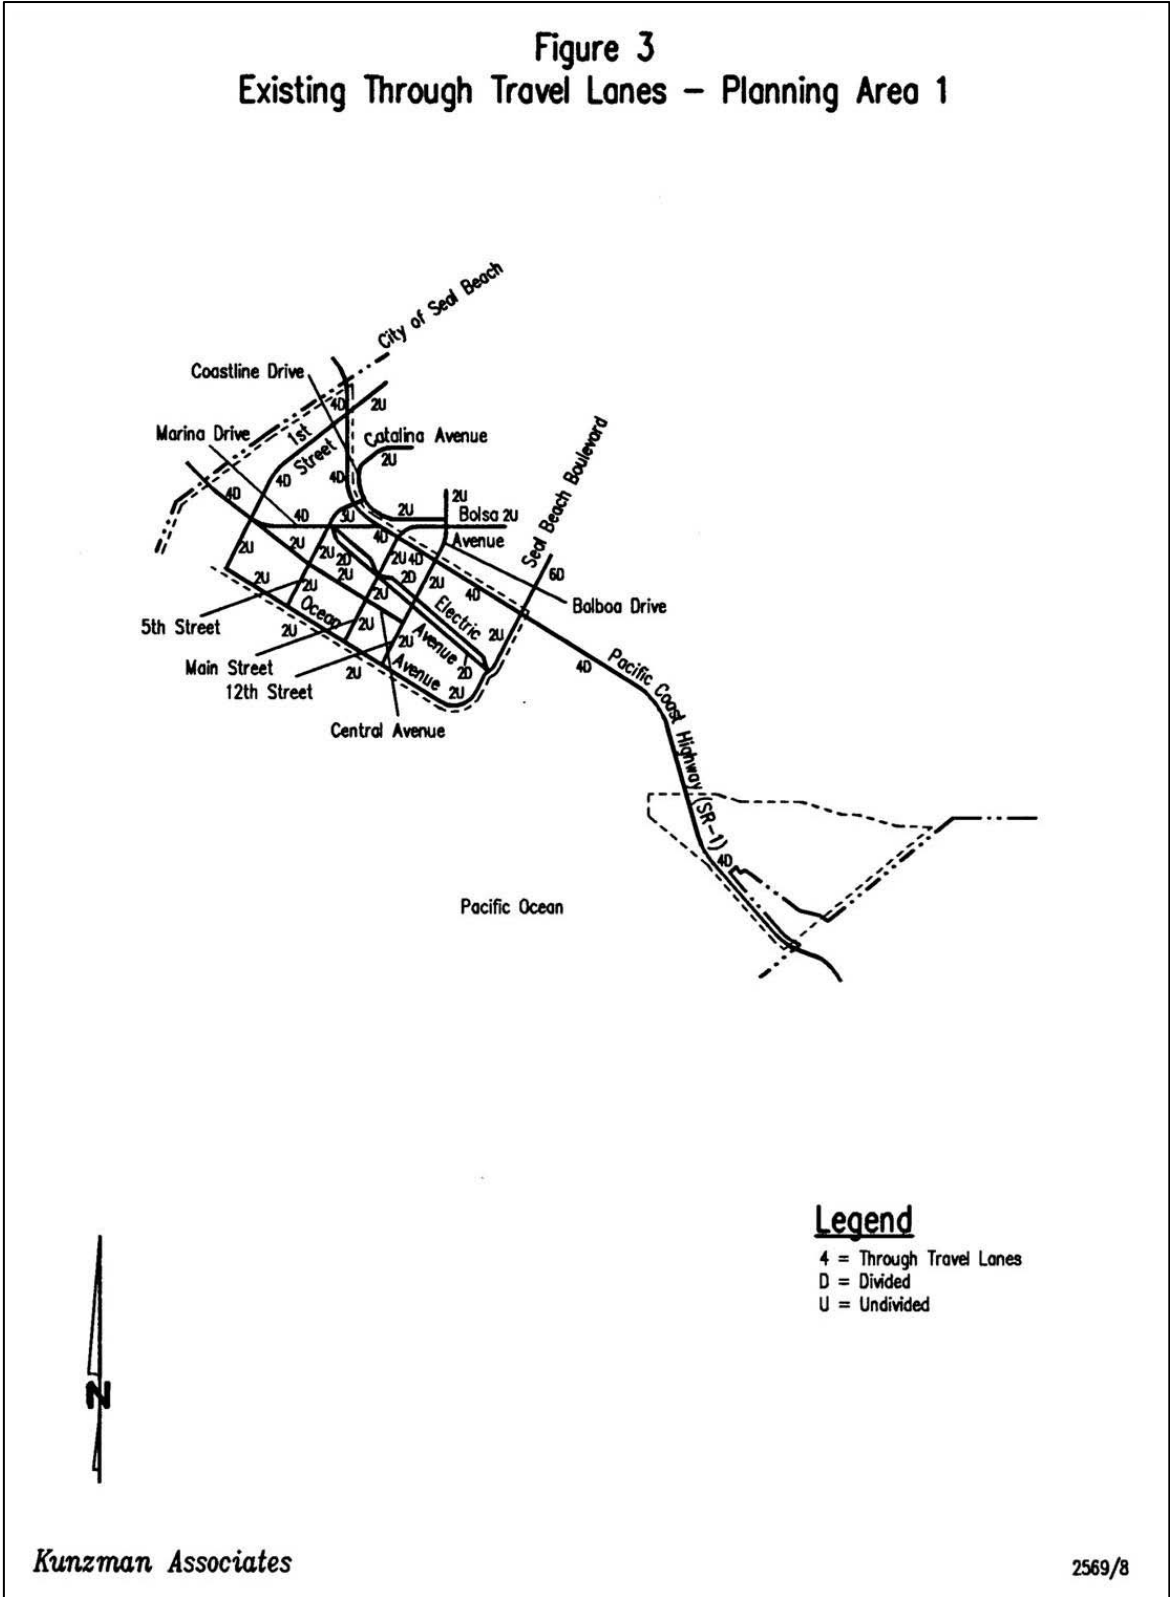 Figure 3
Existing Through Travel Lanes – Planning Area 1
City of Seal Beach
Coastline Drive
4D
2U
Marina Drive
1st
Street
Catalina Avenue
2U
4D
4D
4D
2U
Seal Beach Boulevard
4D
3U
2U
Bolsa 2U
4D
Avenue
2U
2U
2U
2D
2U
4D
2U
2U
2D
2U
6D
2U
2U
2U
4D
Balboa Drive
5th Street
Ocean
Electric
2U
2U
2U
2U
Avenue
Main Street
2U
Avenue
2D
4D
Pacific Coast Highway (SR-1)
12th Street
2U
Central Avenue
4D
Pacific Ocean
Legend
4 = Through Travel Lanes
D = Divided
U = Undivided
N
Kunzman Associates
2569/8